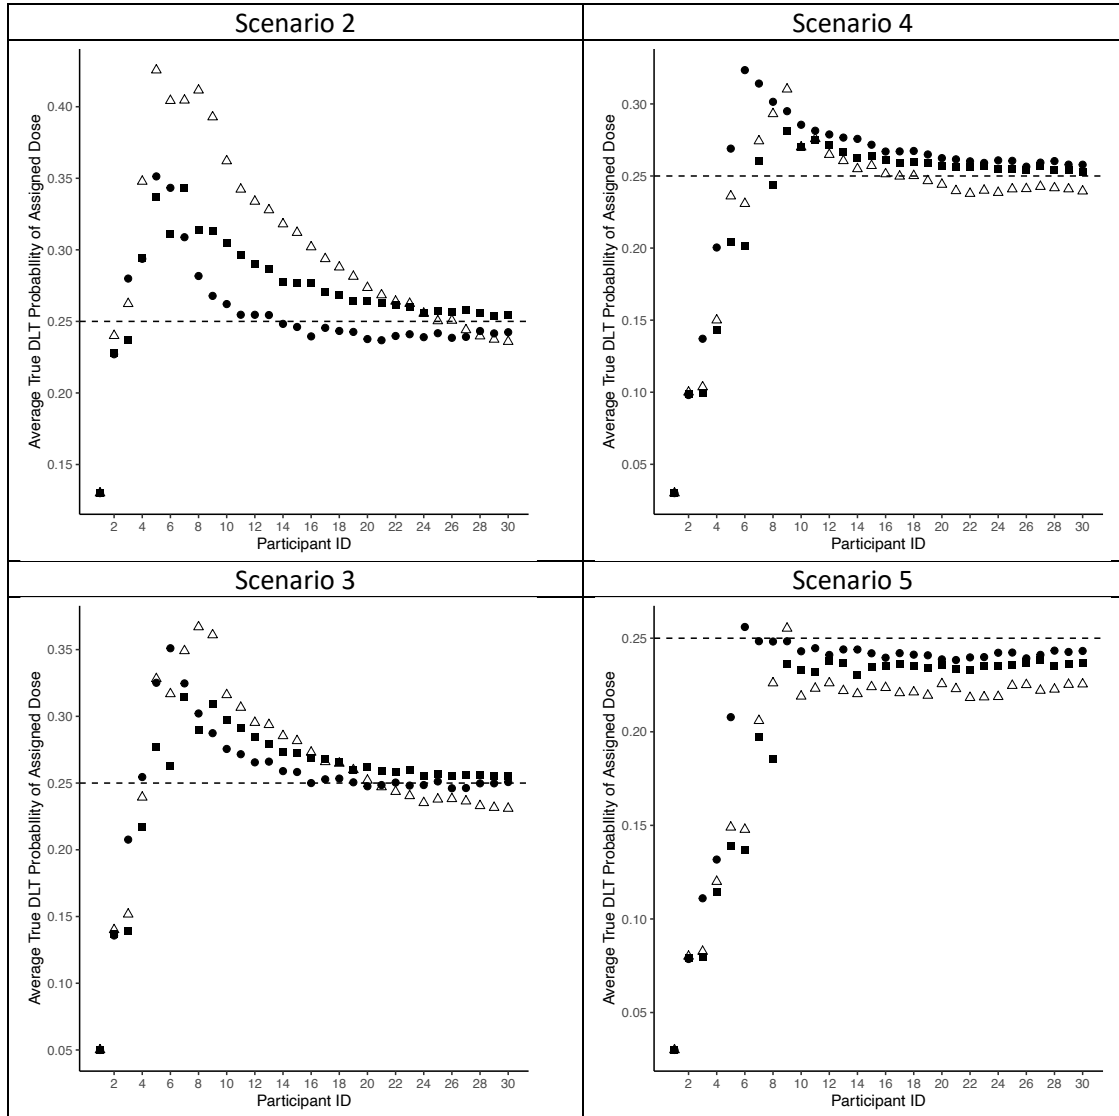 Scenario 2
Average True DLT Probability of Assigned Dose
0.40
0.35
0.30
0.25
0.20
0.15
2 4 6 8 10 12 14 16 18 20 22 24 26 28 30
Participant ID
Scenario 4
Average True DLT Probability of Assigned Dose
0.30
0.25
0.20
0.15
0.10
0.05
2 4 6 8 10 12 14 16 18 20 22 24 26 28 30
Participant ID
Scenario 3
Average True DLT Probability of Assigned Dose
0.35
0.30
0.25
0.20
0.15
0.10
0.05
2 4 6 8 10 12 14 16 18 20 22 24 26 28 30
Participant ID
Scenario 5
Average True DLT Probability of Assigned Dose
0.25
0.20
0.15
0.10
0.05
2 4 6 8 10 12 14 16 18 20 22 24 26 28 30
Participant ID